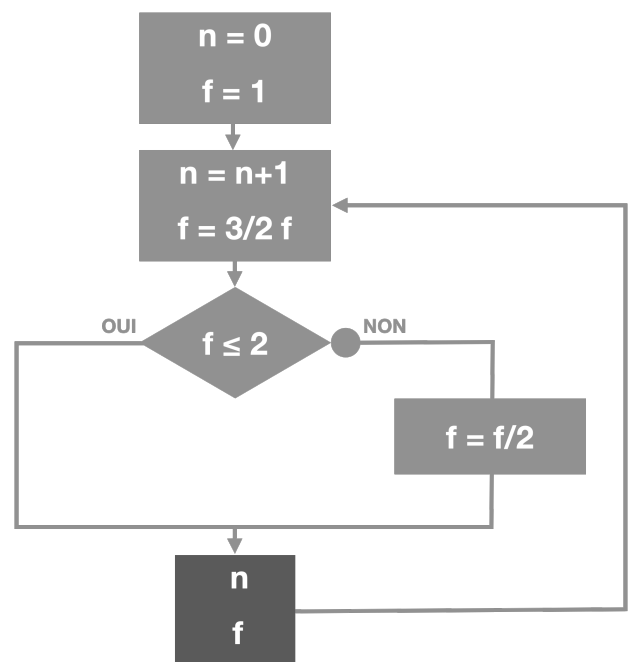 n = 0
f = 1
n = n+1
f = 3/2 f
OUI
f ≤ 2
NON
f = f/2
n
f